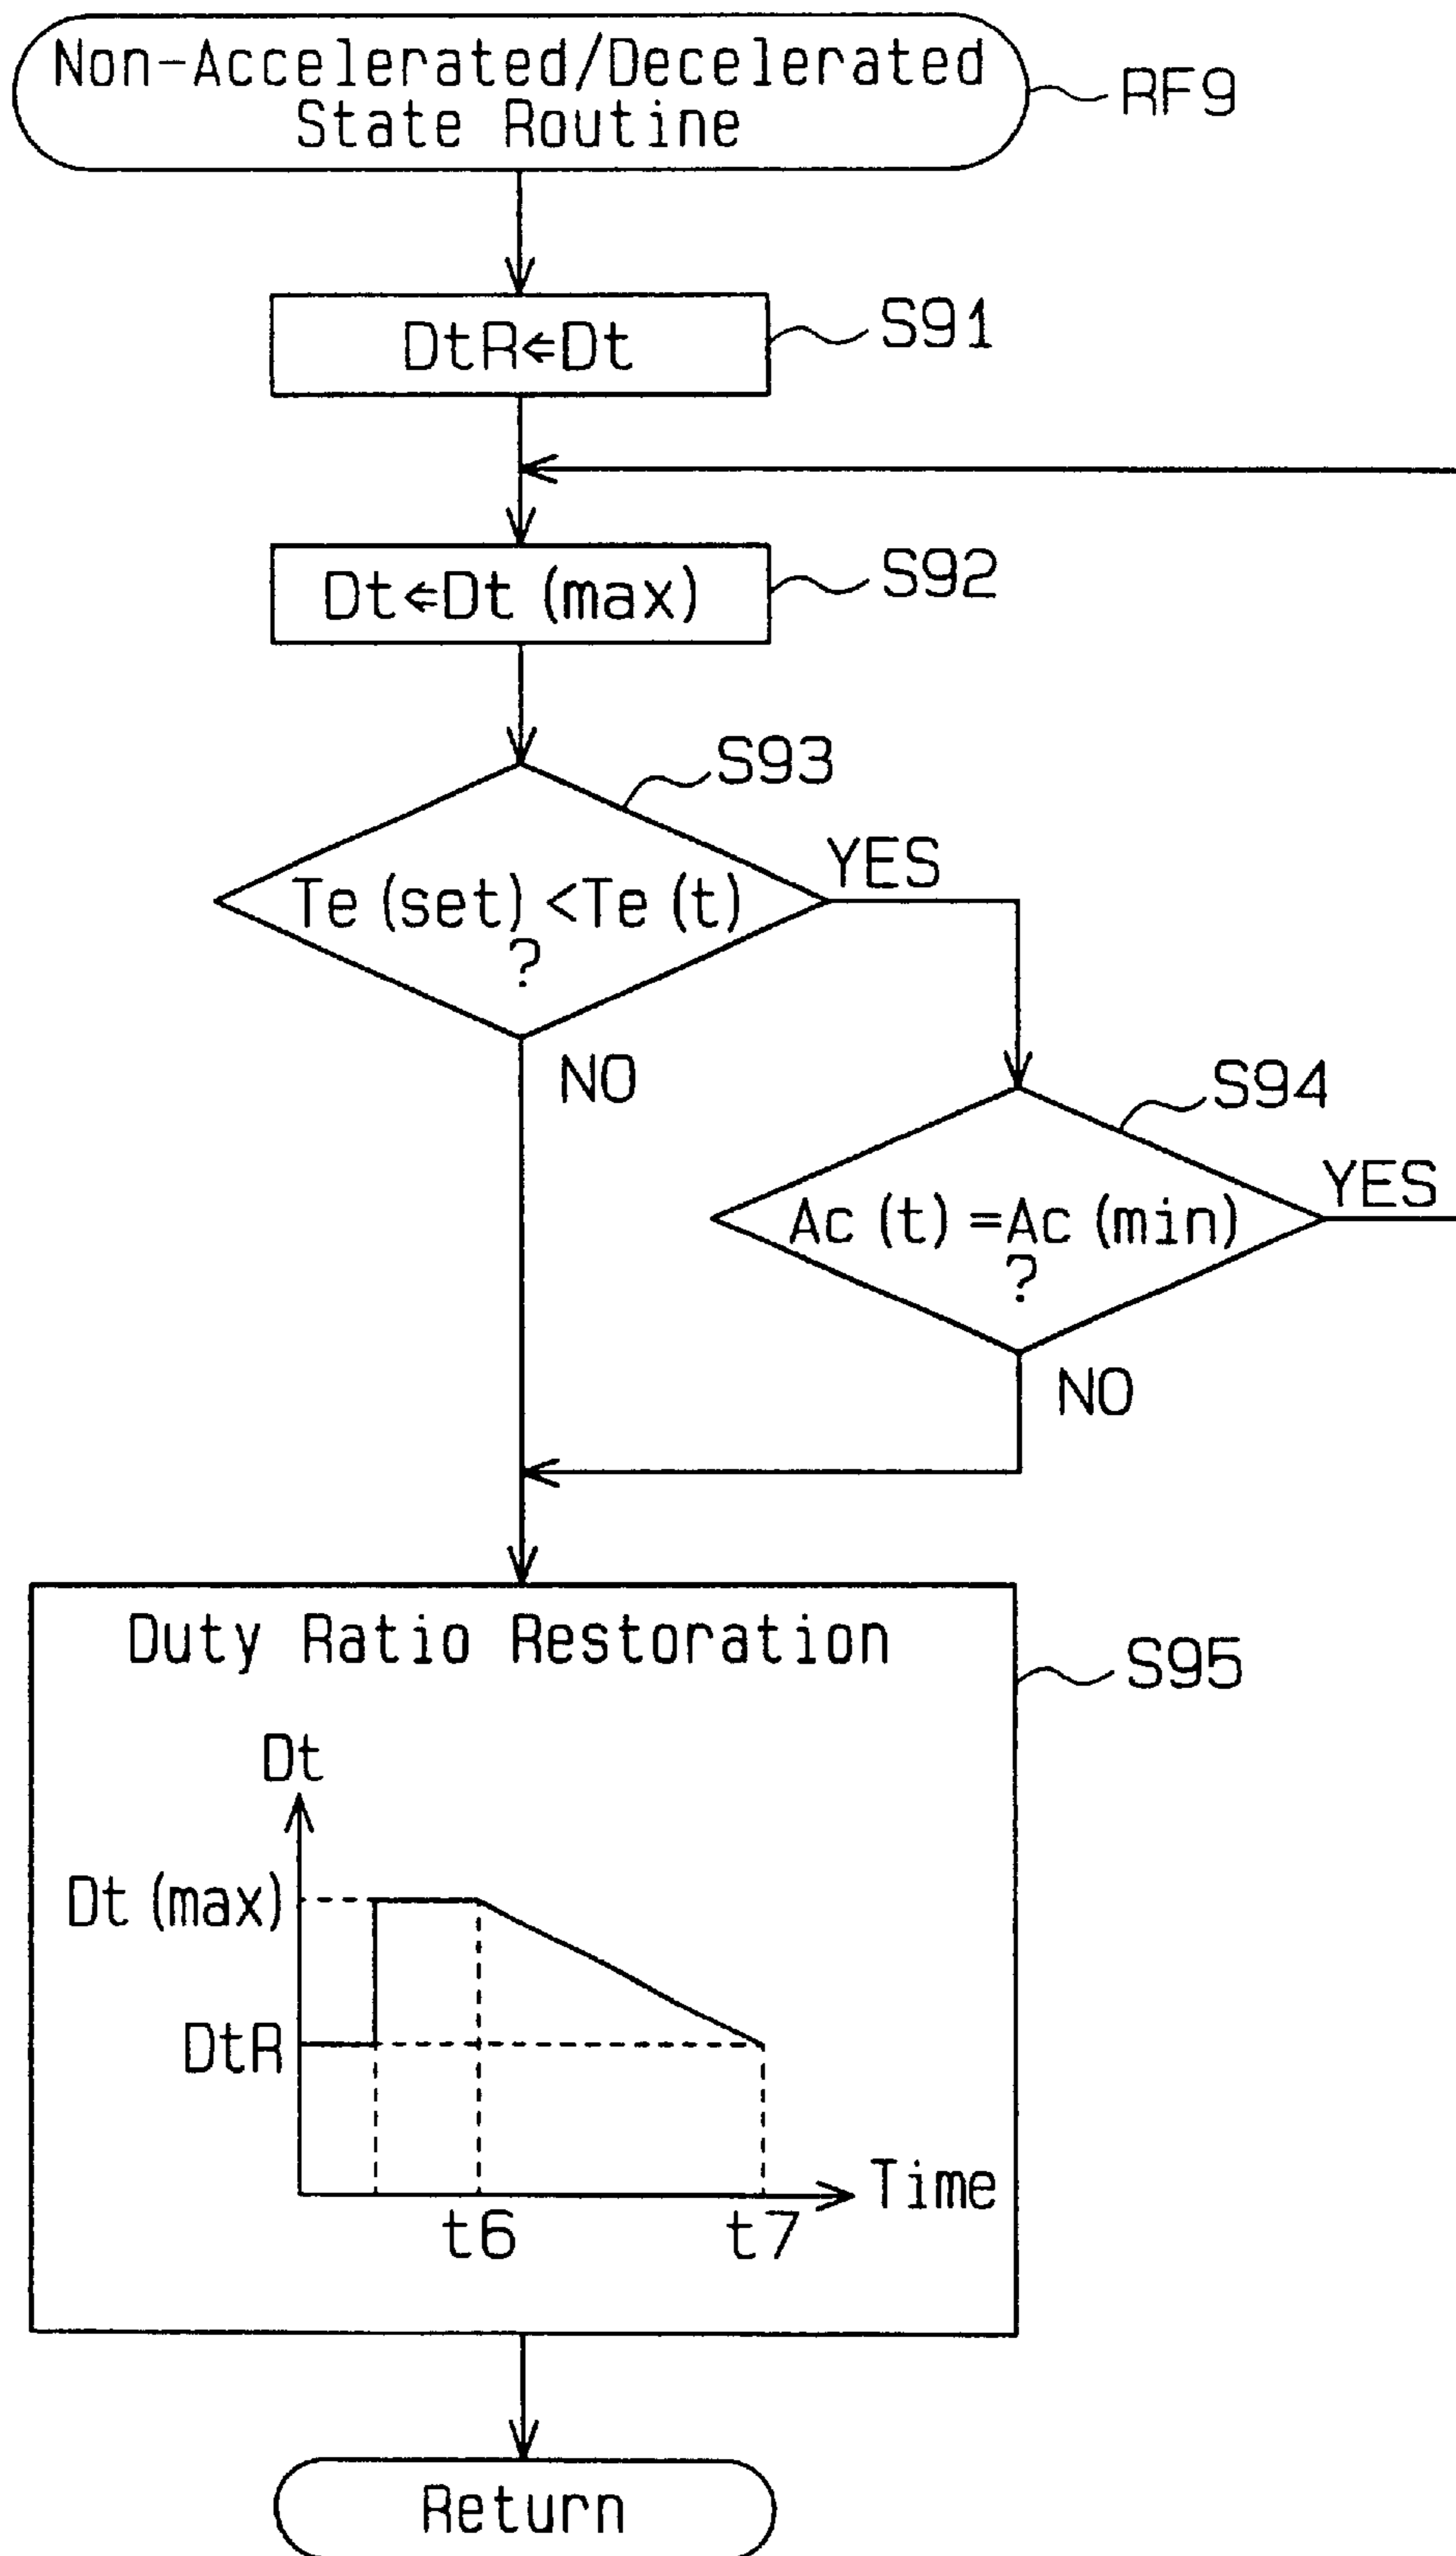 Non-Accelerated/Decelerated
State Routine
RF9
DtR⇐Dt
S91
Dt⇐Dt (max)
S92
S93
Te (set) <Te (t)
?
YES
NO
S94
Ac (t) =Ac (min)
?
YES
NO
Duty Ratio Restoration
S95
Dt
Dt (max)
DtR
Time
t6
t7
Return